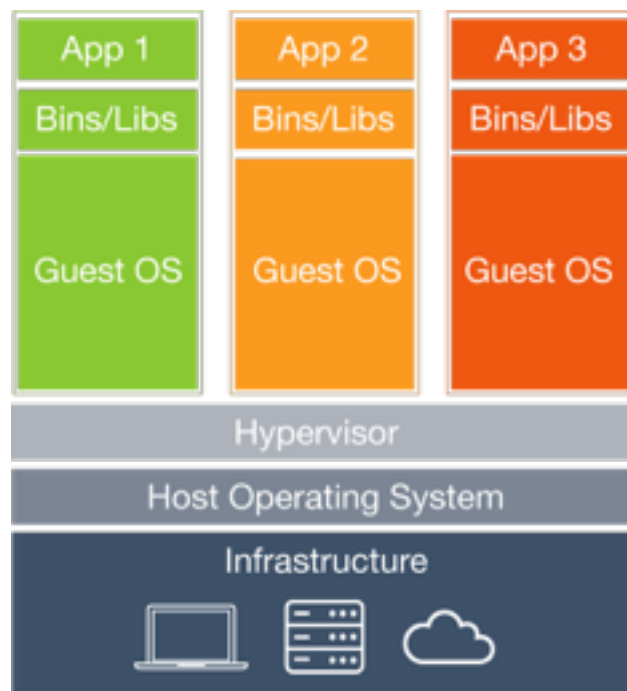 App 1
App 2
App 3
Bins/Libs
Bins/Libs
Bins/Libs
Guest OS
Guest OS
Guest OS
Hypervisor
Host Operating System
Infrastructure